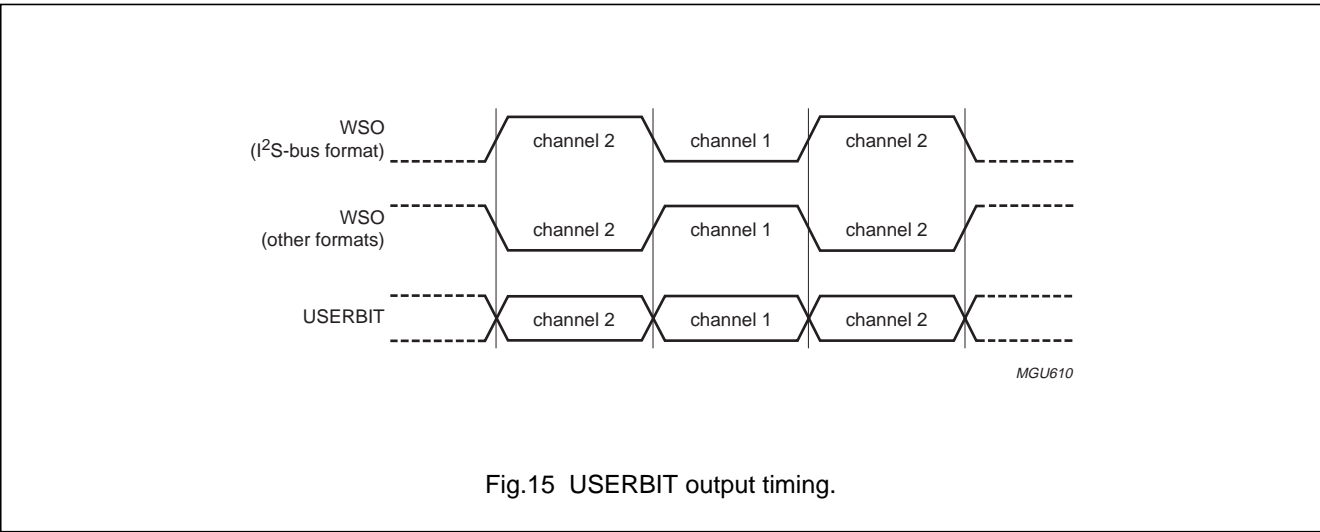 WSO
(I²S-bus format)
channel 2
channel 1
channel 2
WSO
(other formats)
channel 2
channel 1
channel 2
USERBIT
channel 2
channel 1
channel 2
MGU610
Fig.15 USERBIT output timing.